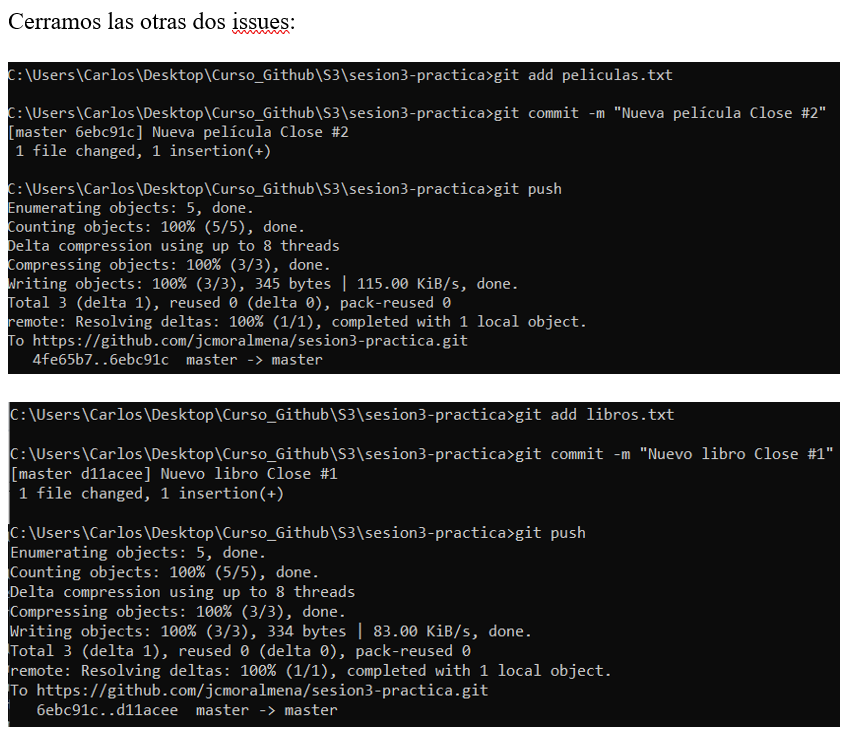 Cerramos las otras dos issues:
C:\Users\Carlos\Desktop\Curso_Github\S3\sesion3-practica>git add peliculas.txt
C:\Users\Carlos\Desktop\Curso_Github\S3\sesion3-practica>git commit -m "Nueva película Close #2"
[master 6ebc91c] Nueva película Close #2
 1 file changed, 1 insertion(+)
C:\Users\Carlos\Desktop\Curso_Github\S3\sesion3-practica>git push
Enumerating objects: 5, done.
Counting objects: 100% (5/5), done.
Delta compression using up to 8 threads
Compressing objects: 100% (3/3), done.
Writing objects: 100% (3/3), 345 bytes | 115.00 KiB/s, done.
Total 3 (delta 1), reused 0 (delta 0), pack-reused 0
remote: Resolving deltas: 100% (1/1), completed with 1 local object.
To https://github.com/jcmoralmena/sesion3-practica.git
   4fe65b7..6ebc91c  master -> master
C:\Users\Carlos\Desktop\Curso_Github\S3\sesion3-practica>git add libros.txt
C:\Users\Carlos\Desktop\Curso_Github\S3\sesion3-practica>git commit -m "Nuevo libro Close #1"
[master d11acee] Nuevo libro Close #1
 1 file changed, 1 insertion(+)
C:\Users\Carlos\Desktop\Curso_Github\S3\sesion3-practica>git push
Enumerating objects: 5, done.
Counting objects: 100% (5/5), done.
Delta compression using up to 8 threads
Compressing objects: 100% (3/3), done.
Writing objects: 100% (3/3), 334 bytes | 83.00 KiB/s, done.
Total 3 (delta 1), reused 0 (delta 0), pack-reused 0
remote: Resolving deltas: 100% (1/1), completed with 1 local object.
To https://github.com/jcmoralmena/sesion3-practica.git
   6ebc91c..d11acee  master -> master